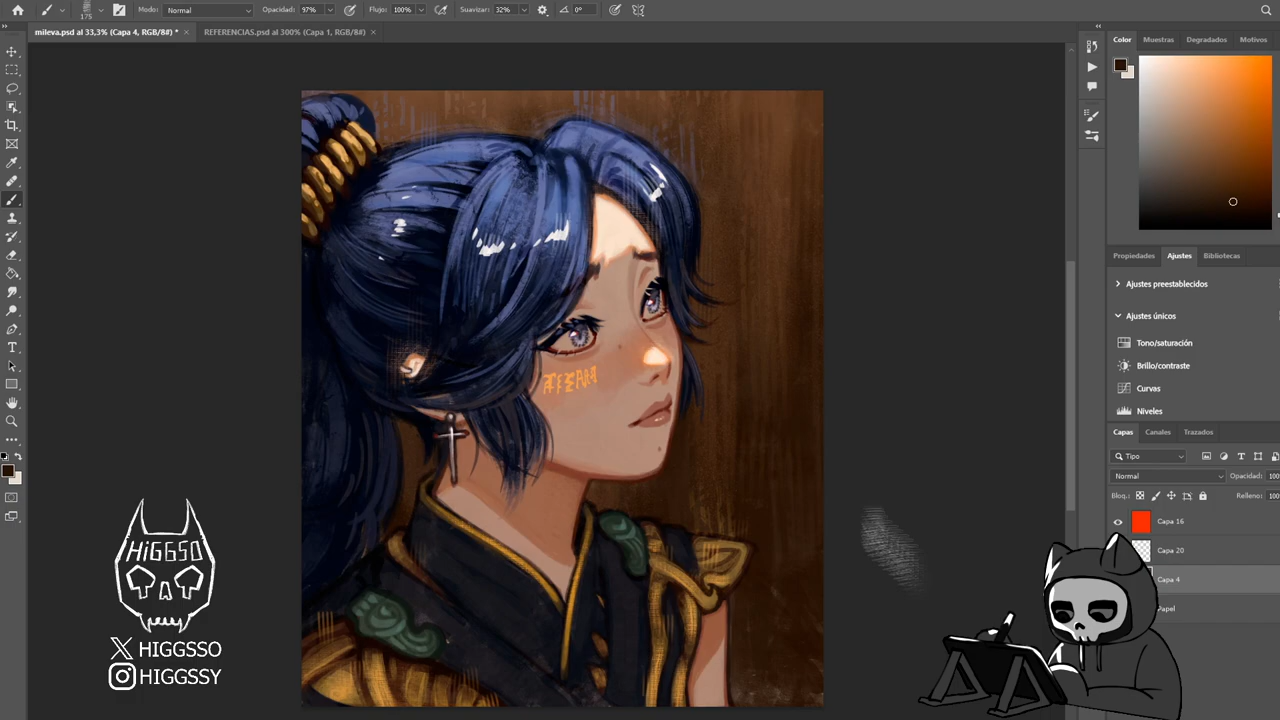 175
Modo: Normal
Opacidad: 97%
Flujo: 100%
Suavizar: 32%
0°
mileva.psd al 33,3% (Capa 4, RGB/8#) *
REFERENCIAS.psd al 300% (Capa 1, RGB/8#)
Color
Muestras
Degradados
Motivos
Propiedades
Ajustes
Bibliotecas
Ajustes preestablecidos
Ajustes únicos
Tono/saturación
Brillo/contraste
Curvas
Niveles
Capas
Canales
Trazados
Tipo
Normal
Opacidad: 100
Bloq.:
Relleno: 100
Capa 16
Capa 20
Capa 4
Papel
HIGGSO
X HIGGSSO
HIGGSSY